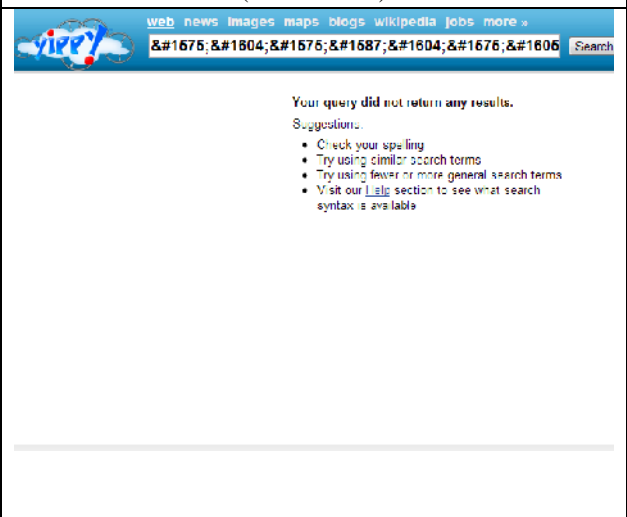 web news images maps blogs wikipedia jobs more »
yippy!
&#1575;&#1604;&#1575;&#1587;&#1604;&#1575;&#1605 Search
Your query did not return any results.
Suggestions:
• Check your spelling
• Try using similar search terms
• Try using fewer or more general search terms
• Visit our Help section to see what search
syntax is available